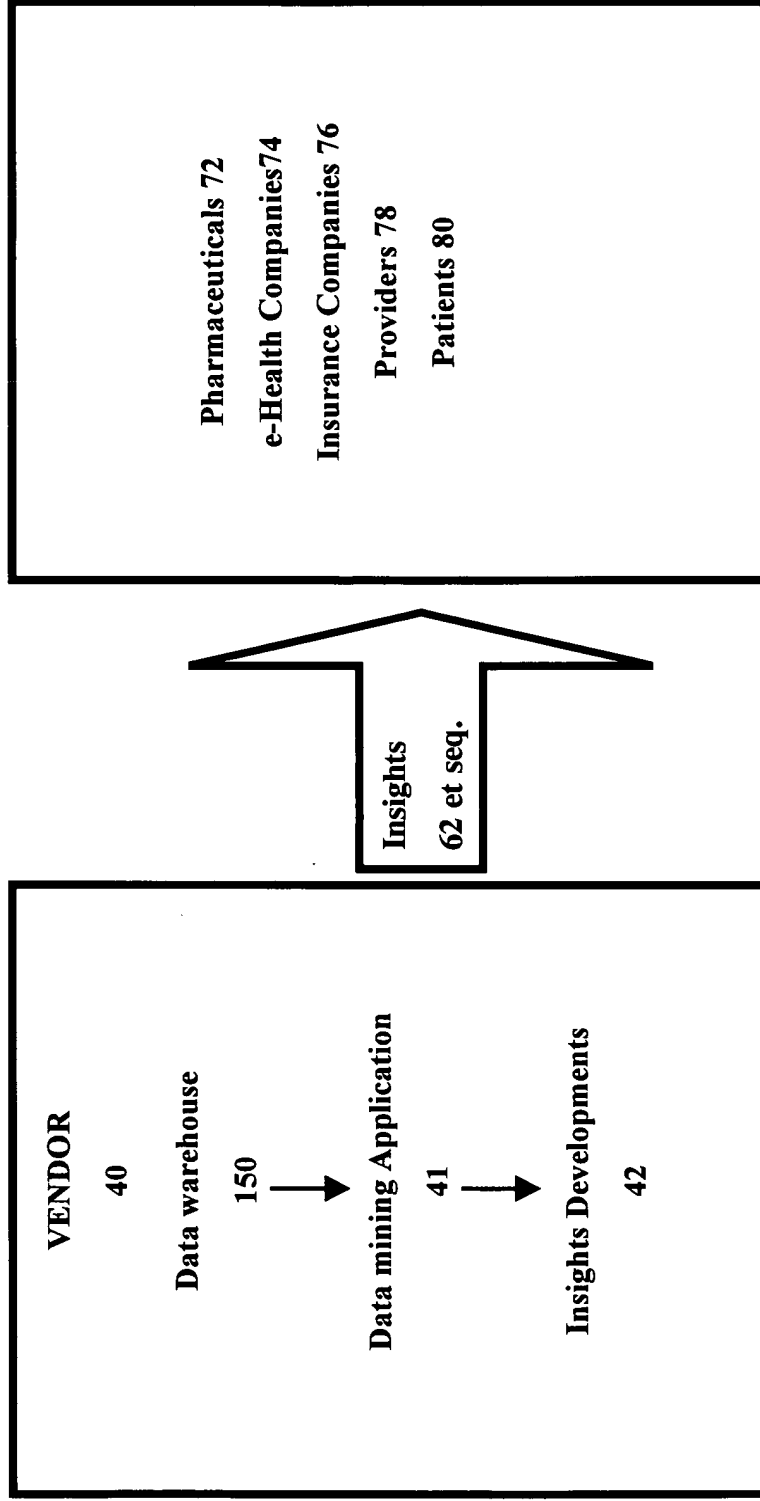 VENDOR
40
Data warehouse
150
Data mining Application
41
Insights Developments
42
Insights
62 et seq.
Pharmaceuticals 72
e-Health Companies74
Insurance Companies 76
Providers 78
Patients 80